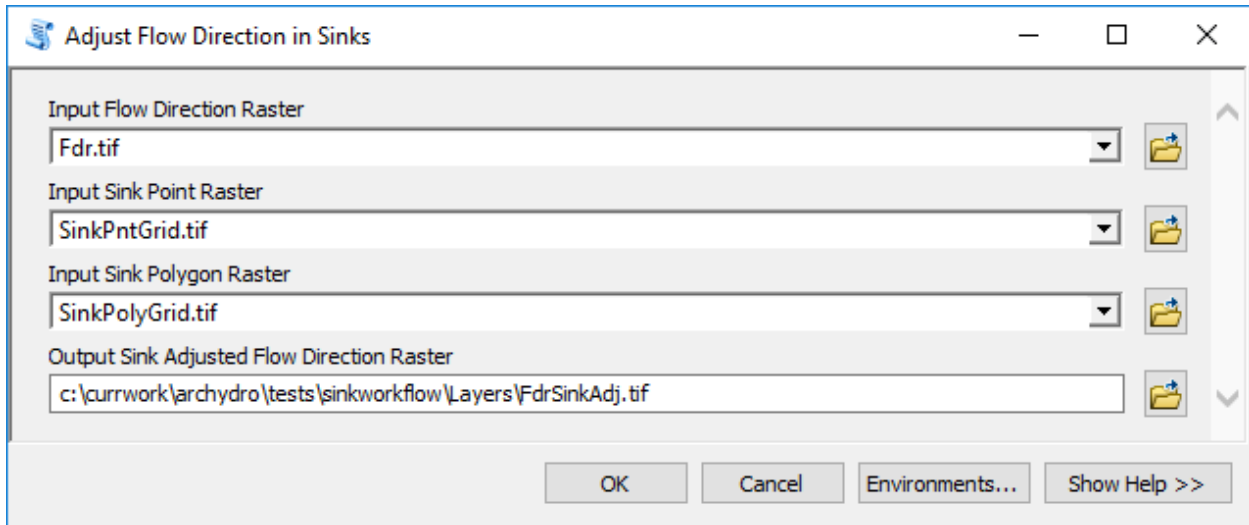 Adjust Flow Direction in Sinks
Input Flow Direction Raster
Fdr.tif
Input Sink Point Raster
SinkPntGrid.tif
Input Sink Polygon Raster
SinkPolyGrid.tif
Output Sink Adjusted Flow Direction Raster
c:\currwork\archydro\tests\sinkworkflow\Layers\FdrSinkAdj.tif
OK Cancel Environments... Show Help >>